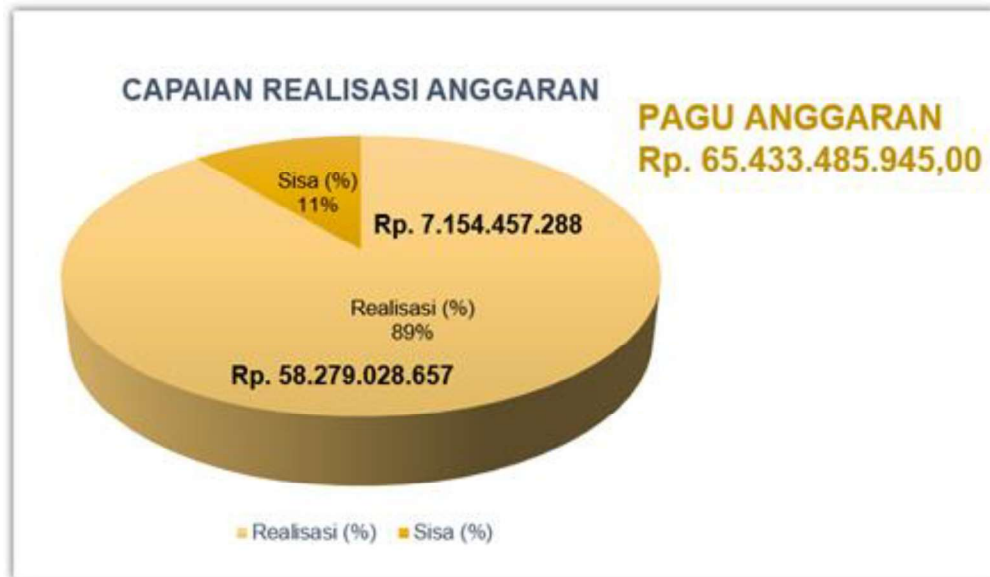 CAPAIAN REALISASI ANGGARAN
PAGU ANGGARAN
Rp. 65.433.485.945,00
Sisa (%)
11%
Rp. 7.154.457.288
Realisasi (%)
89%
Rp. 58.279.028.657
Realisasi (%) Sisa (%)